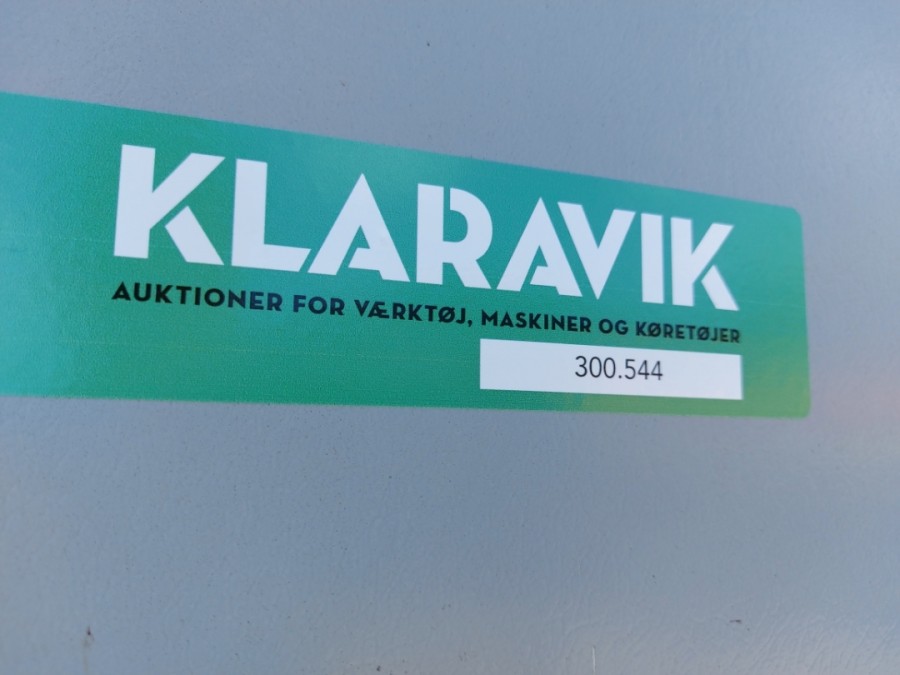 KLARAVIK
AUKTIONER FOR VÆRKTØJ, MASKINER OG KØRETØJER
300.544